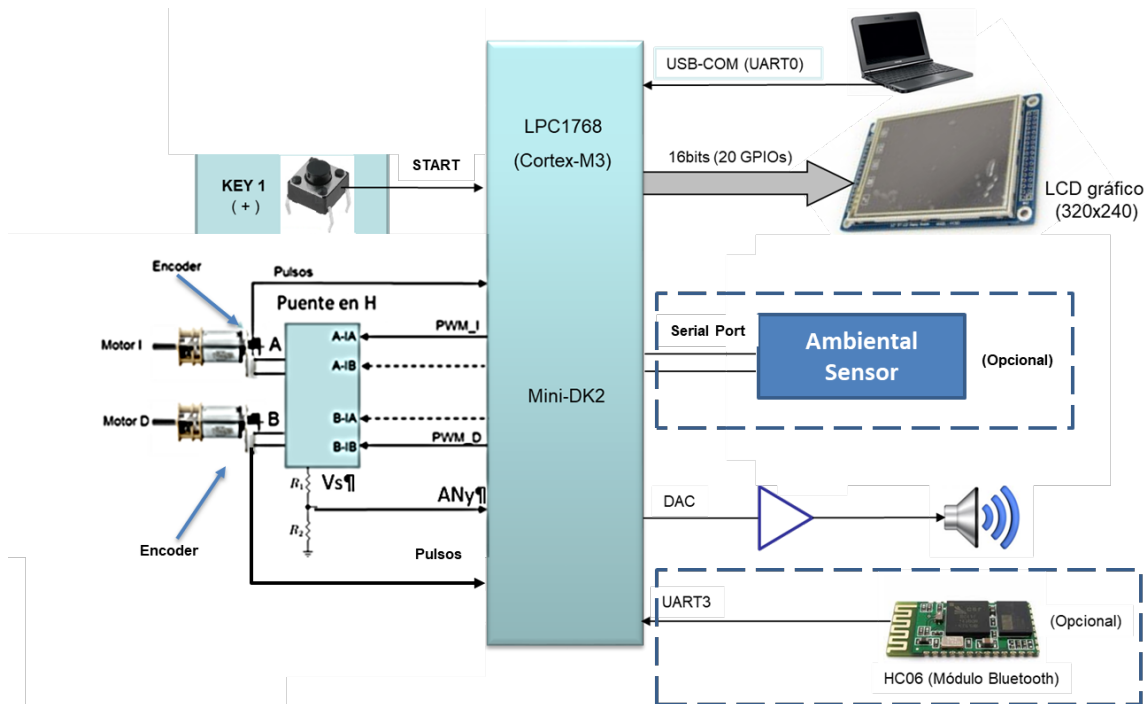 USB-COM (UART0)
LPC1768
(Cortex-M3)
16bits (20 GPIOs)
LCD gráfico
(320x240)
KEY 1
( + )
START
Encoder
Pulsos
Puente en H
Motor I
A
A-IA
PWM_I
A-IB
Motor D
B
B-IA
B-IB
PWM_D
Mini-DK2
Serial Port
Ambiental
Sensor
(Opcional)
R1
Vs¶
ANy¶
R2
Encoder
Pulsos
DAC
UART3
(Opcional)
HC06 (Módulo Bluetooth)